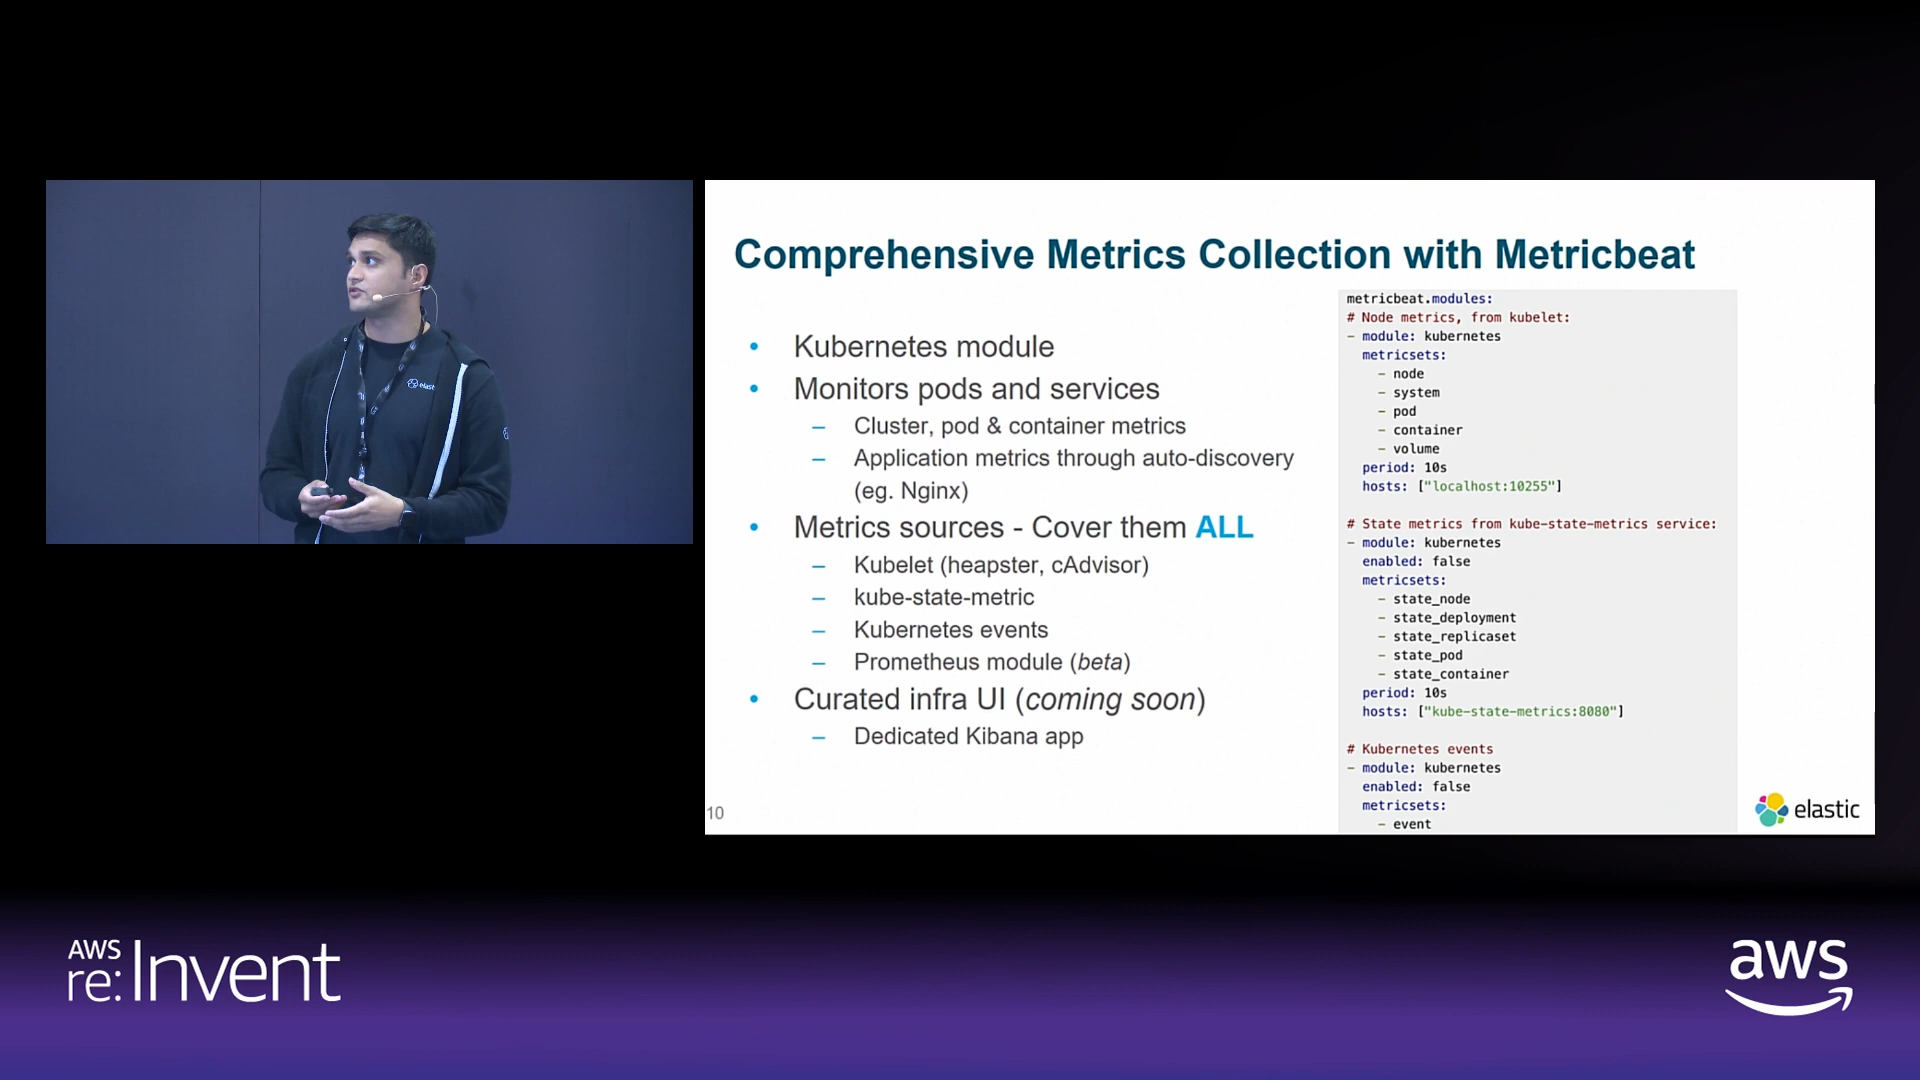 Comprehensive Metrics Collection with Metricbeat
• Kubernetes module
• Monitors pods and services
– Cluster, pod & container metrics
– Application metrics through auto-discovery
(eg. Nginx)
• Metrics sources - Cover them ALL
– Kubelet (heapster, cAdvisor)
– kube-state-metric
– Kubernetes events
– Prometheus module (beta)
• Curated infra UI (coming soon)
– Dedicated Kibana app
10
metricbeat.modules:
# Node metrics, from kubelet:
- module: kubernetes
metricsets:
- node
- system
- pod
- container
- volume
period: 10s
hosts: ["localhost:10255"]
# State metrics from kube-state-metrics service:
- module: kubernetes
enabled: false
metricsets:
- state_node
- state_deployment
- state_replicaset
- state_pod
- state_container
period: 10s
hosts: ["kube-state-metrics:8080"]
# Kubernetes events
- module: kubernetes
enabled: false
metricsets:
- event
elastic
AWS
re:Invent
aws